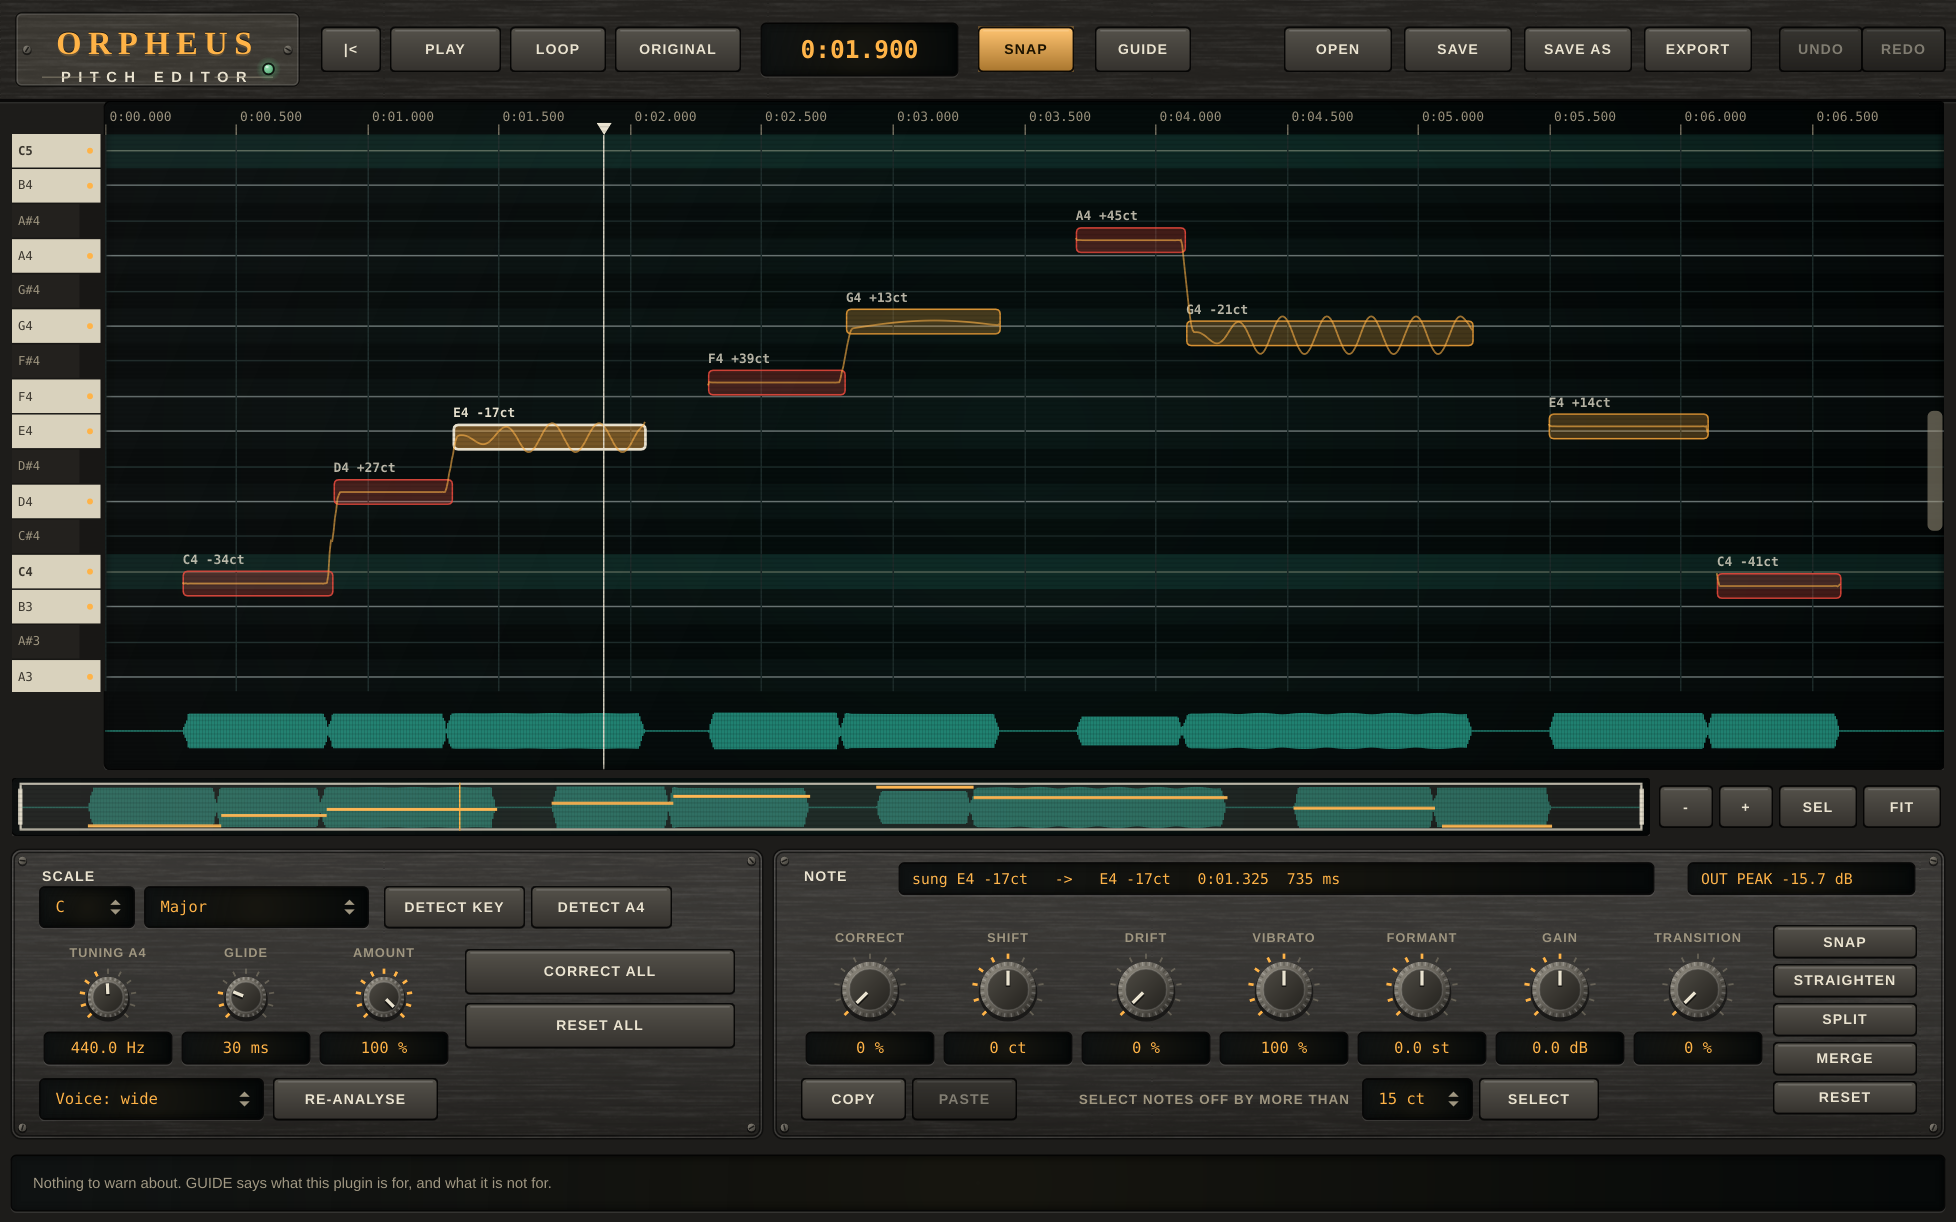 ORPHEUS
PITCH EDITOR
|< PLAY LOOP ORIGINAL 0:01.900 SNAP GUIDE OPEN SAVE SAVE AS EXPORT UNDO REDO
0:00.000 0:00.500 0:01.000 0:01.500 0:02.000 0:02.500 0:03.000 0:03.500 0:04.000 0:04.500 0:05.000 0:05.500 0:06.000 0:06.500
C5
B4
A#4
A4 +45ct
A4
G#4
G4 +13ct
G4 -21ct
G4
F#4
F4 +39ct
F4
E4 +14ct
E4 -17ct
E4
D#4
D4 +27ct
D4
C#4
C4 -34ct
C4 -41ct
C4
B3
A#3
A3
- + SEL FIT
SCALE
C Major DETECT KEY DETECT A4
TUNING A4 GLIDE AMOUNT
CORRECT ALL
RESET ALL
440.0 Hz 30 ms 100 %
Voice: wide RE-ANALYSE
NOTE sung E4 -17ct -> E4 -17ct 0:01.325 735 ms OUT PEAK -15.7 dB
CORRECT SHIFT DRIFT VIBRATO FORMANT GAIN TRANSITION
0 % 0 ct 0 % 100 % 0.0 st 0.0 dB 0 %
SNAP
STRAIGHTEN
SPLIT
MERGE
RESET
COPY PASTE SELECT NOTES OFF BY MORE THAN 15 ct SELECT
Nothing to warn about. GUIDE says what this plugin is for, and what it is not for.